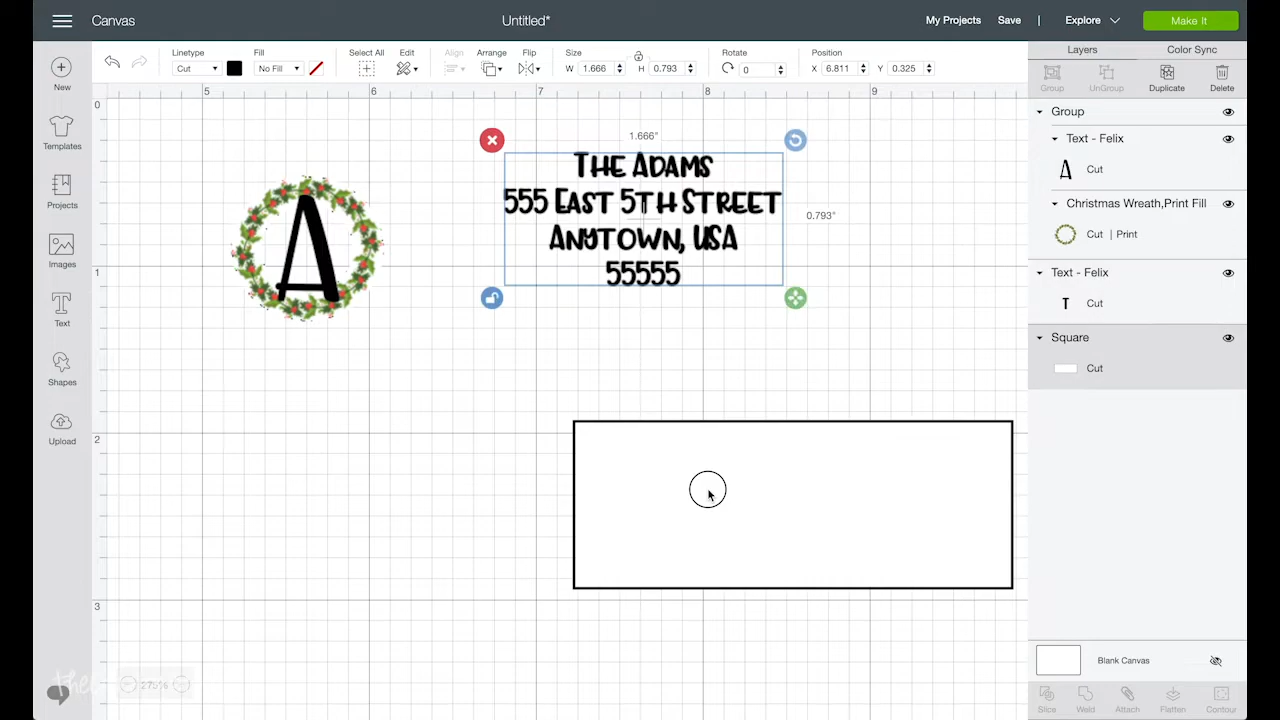 Canvas
Untitled*
My Projects
Save
|
Explore
Make It
Linetype
Cut
Fill
No Fill
Select All
Edit
Align
Arrange
Flip
Size
W
1.666
H
0.793
Rotate
0
Position
X
6.811
Y
0.325
Layers
Color Sync
Group
UnGroup
Duplicate
Delete
New
Templates
Projects
Images
Text
Shapes
Upload
5
6
7
8
9
0
1
2
3
1.666"
0.793"
A
The Adams
555 East 5th Street
Anytown, USA
55555
Group
Text - Felix
A
Cut
Christmas Wreath,Print Fill
Cut | Print
Text - Fe
T
Cut
Square
Cut
Blank Canvas
275%
Slice
Weld
Attach
Flatten
Contour